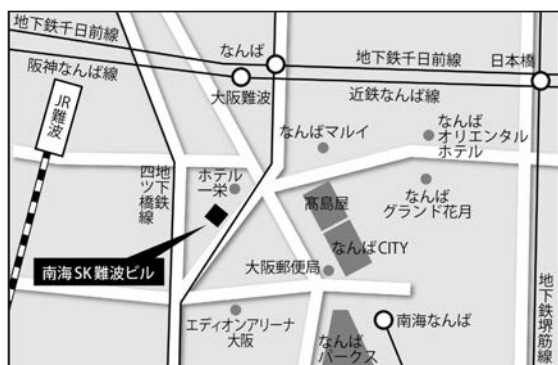 地下鉄千日前線
なんば
地下鉄千日前線
日本橋
阪神なんば線
大阪難波
近鉄なんば線
JR難波
なんばマルイ
なんば
オリエンタル
ホテル
地下鉄
四ツ橋線
ホテル
一栄
髙島屋
なんば
グランド花月
南海SK難波ビル
なんばCITY
大阪郵便局
エディオンアリーナ
大阪
南海なんば
なんば
パークス
地下鉄堺筋線